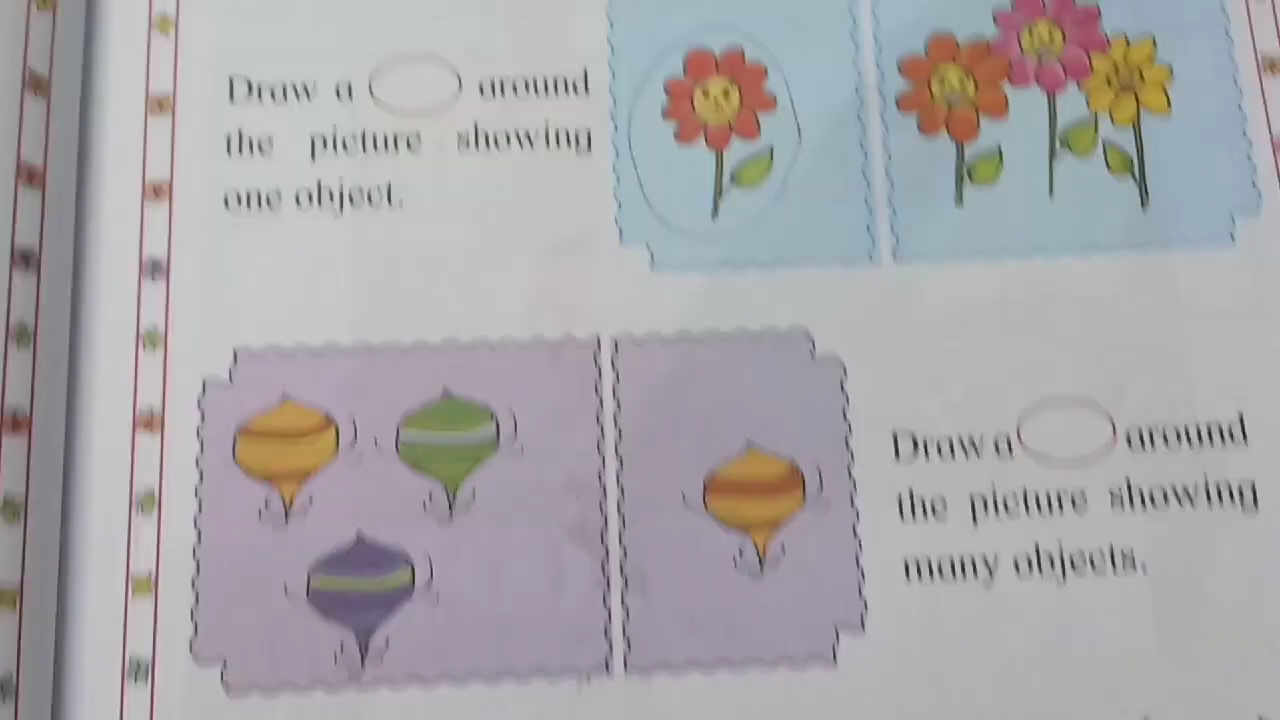 Draw a around
the picture showing
one object.
Draw a around
the picture showing
many objects.